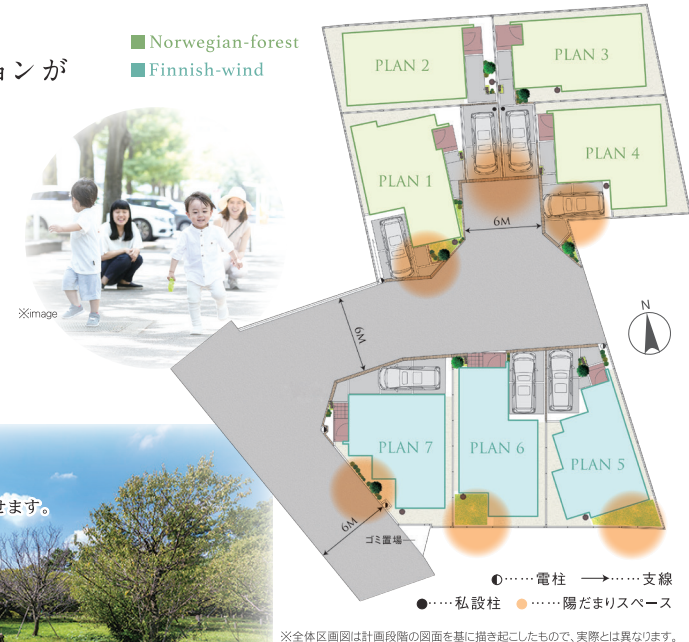 ョンが
Norwegian-forest
Finnish-wind
PLAN 2
PLAN 3
PLAN 1
PLAN 4
6M
※image
6M
N
PLAN 7
PLAN 6
PLAN 5
せます。
6M
ゴミ置場
……電柱 ……支線
……私設柱 ……陽だまりスペース
※全体区画図は計画段階の図面を基に描き起こしたもので、実際とは異なります。